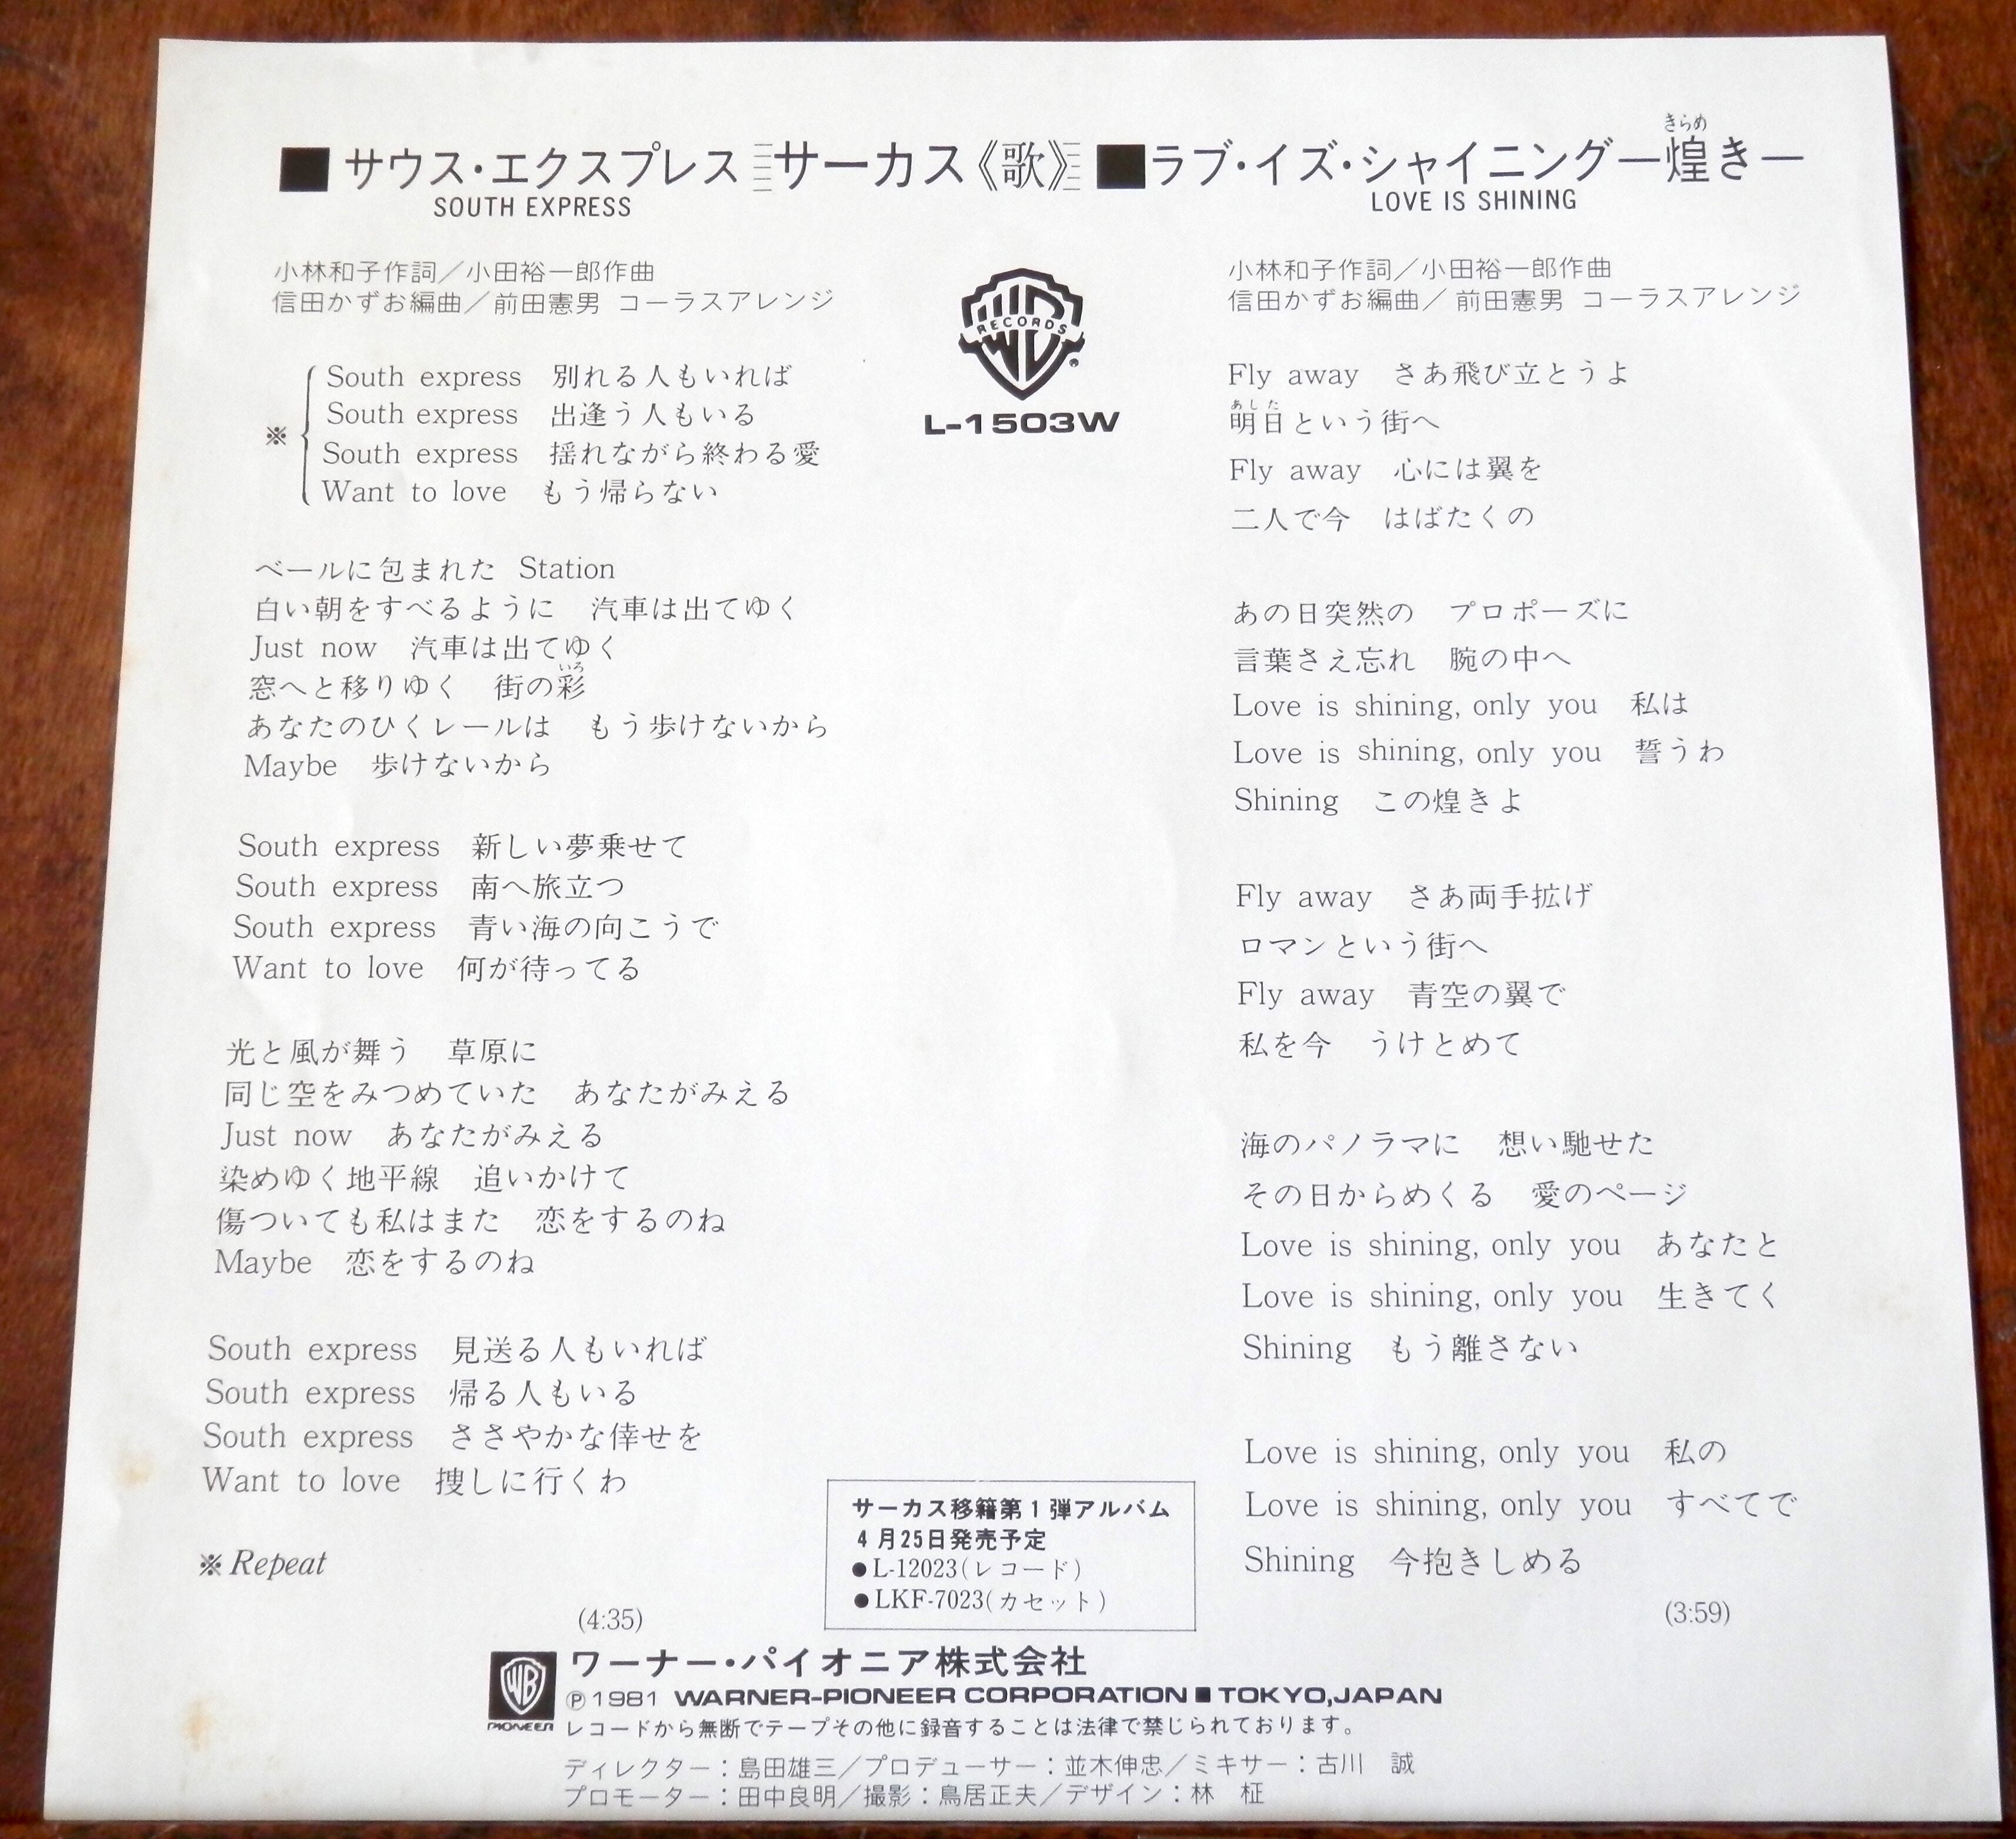 ■サウス・エクスプレス サーカス《歌》 ■ラブ・イズ・シャイニング―煌き―
きらめ
SOUTH EXPRESS
LOVE IS SHINING
小林和子作詞／小田裕一郎作曲
信田かずお編曲／前田憲男 コーラスアレンジ
※
South express　別れる人もいれば
South express　出逢う人もいる
South express　揺れながら終わる愛
Want to love　もう帰らない
ベールに包まれた Station
白い朝をすべるように　汽車は出てゆく
Just now　汽車は出てゆく
いろ
窓へと移りゆく　街の彩
あなたのひくレールは　もう歩けないから
Maybe　歩けないから
South express　新しい夢乗せて
South express　南へ旅立つ
South express　青い海の向こうで
Want to love　何が待ってる
光と風が舞う　草原に
同じ空をみつめていた　あなたがみえる
Just now　あなたがみえる
染めゆく地平線　追いかけて
傷ついても私はまた　恋をするのね
Maybe　恋をするのね
South express　見送る人もいれば
South express　帰る人もいる
South express　ささやかな倖せを
Want to love　捜しに行くわ
※Repeat
(4:35)
WB
RECORDS
L-1503W
小林和子作詞／小田裕一郎作曲
信田かずお編曲／前田憲男 コーラスアレンジ
Fly away　さあ飛び立とうよ
あした
明日という街へ
Fly away　心には翼を
二人で今　はばたくの
あの日突然の　プロポーズに
言葉さえ忘れ　腕の中へ
Love is shining, only you　私は
Love is shining, only you　誓うわ
Shining　この煌きよ
Fly away　さあ両手拡げ
ロマンという街へ
Fly away　青空の翼で
私を今　うけとめて
海のパノラマに　想い馳せた
その日からめくる　愛のページ
Love is shining, only you　あなたと
Love is shining, only you　生きてく
Shining　もう離さない
Love is shining, only you　私の
Love is shining, only you　すべてで
Shining　今抱きしめる
(3:59)
サーカス移籍第1弾アルバム
4月25日発売予定
●L-12023(レコード)
●LKF-7023(カセット)
WB
PIONEER
ワーナー・パイオニア株式会社
Ⓟ1981 WARNER-PIONEER CORPORATION■TOKYO,JAPAN
レコードから無断でテープその他に録音することは法律で禁じられております。
ディレクター：島田雄三／プロデューサー：並木伸忠／ミキサー：古川　誠
プロモーター：田中良明／撮影：鳥居正夫／デザイン：林　柾